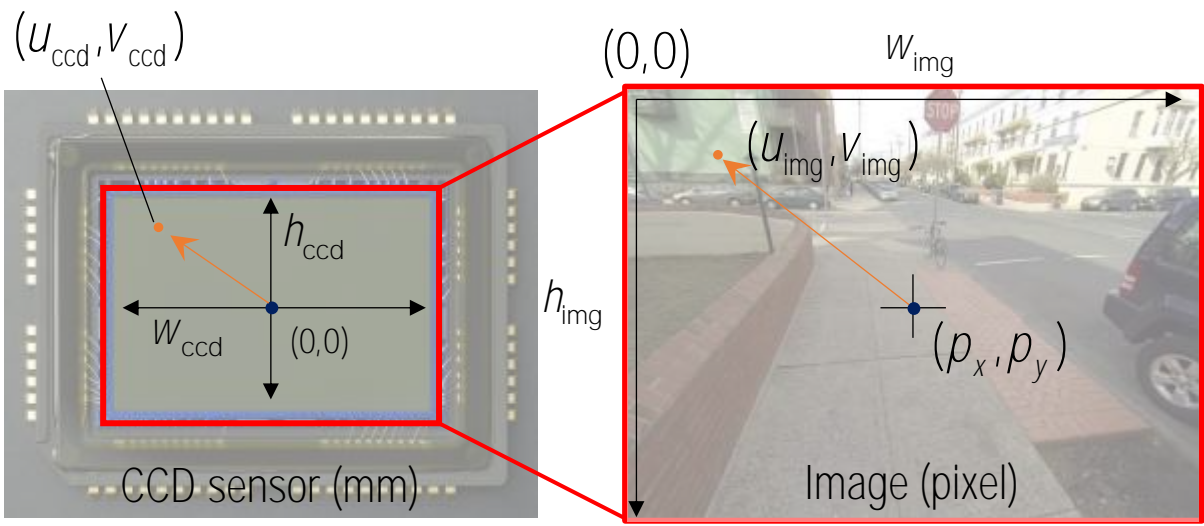 (u_ccd, v_ccd)
(0,0)
w_img
STOP
(u_img, v_img)
h_ccd
w_ccd
(0,0)
h_img
(p_x, p_y)
CCD sensor (mm)
Image (pixel)